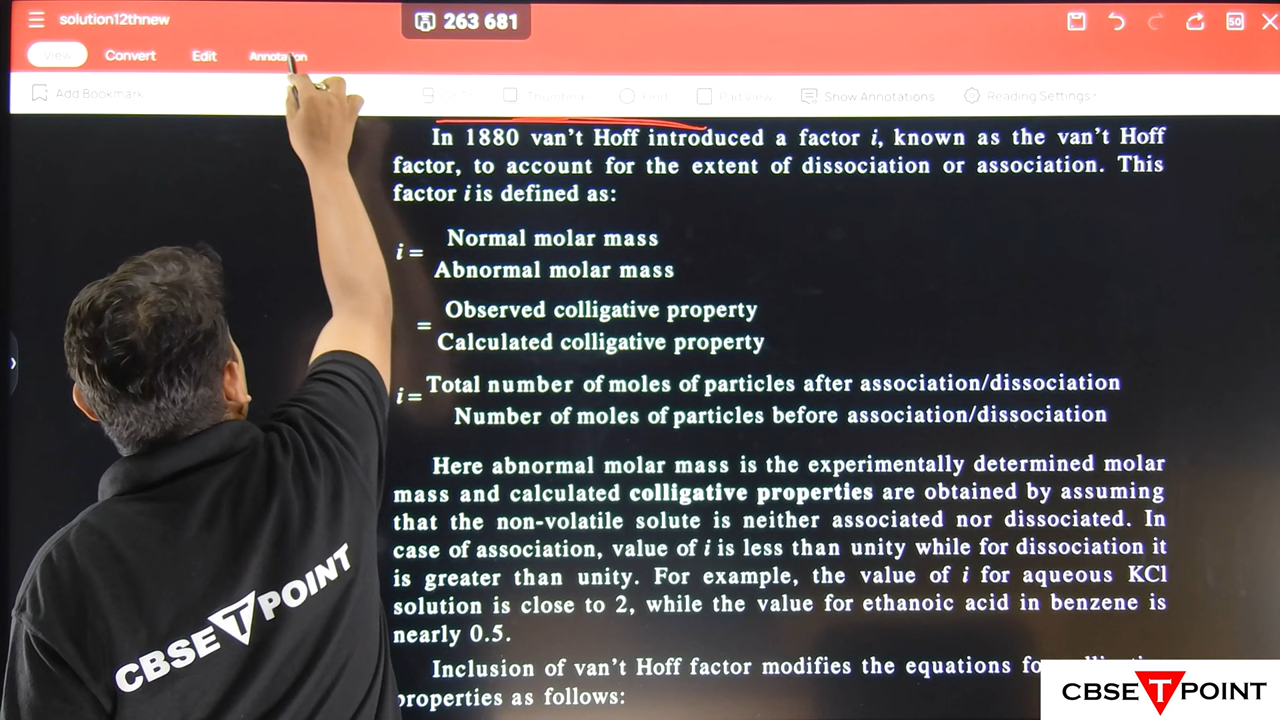 solution12thnew
263 681
50
View
Convert
Edit
Annotation
Add Bookmark
Show Annotations
Reading Settings
In 1880 van't Hoff introduced a factor i, known as the van't Hoff
factor, to account for the extent of dissociation or association. This
factor i is defined as:
i = Normal molar mass
Abnormal molar mass
= Observed colligative property
Calculated colligative property
i = Total number of moles of particles after association/dissociation
Number of moles of particles before association/dissociation
Here abnormal molar mass is the experimentally determined molar
mass and calculated colligative properties are obtained by assuming
that the non-volatile solute is neither associated nor dissociated. In
case of association, value of i is less than unity while for dissociation it
is greater than unity. For example, the value of i for aqueous KCl
solution is close to 2, while the value for ethanoic acid in benzene is
nearly 0.5.
Inclusion of van't Hoff factor modifies the equations
properties as follows:
CBSE T POINT
CBSE T POINT